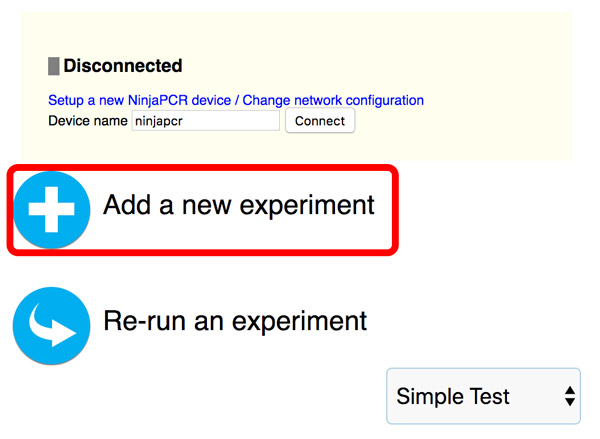 Disconnected
Setup a new NinjaPCR device / Change network configuration
Device name ninjapcr Connect
Add a new experiment
Re-run an experiment
Simple Test